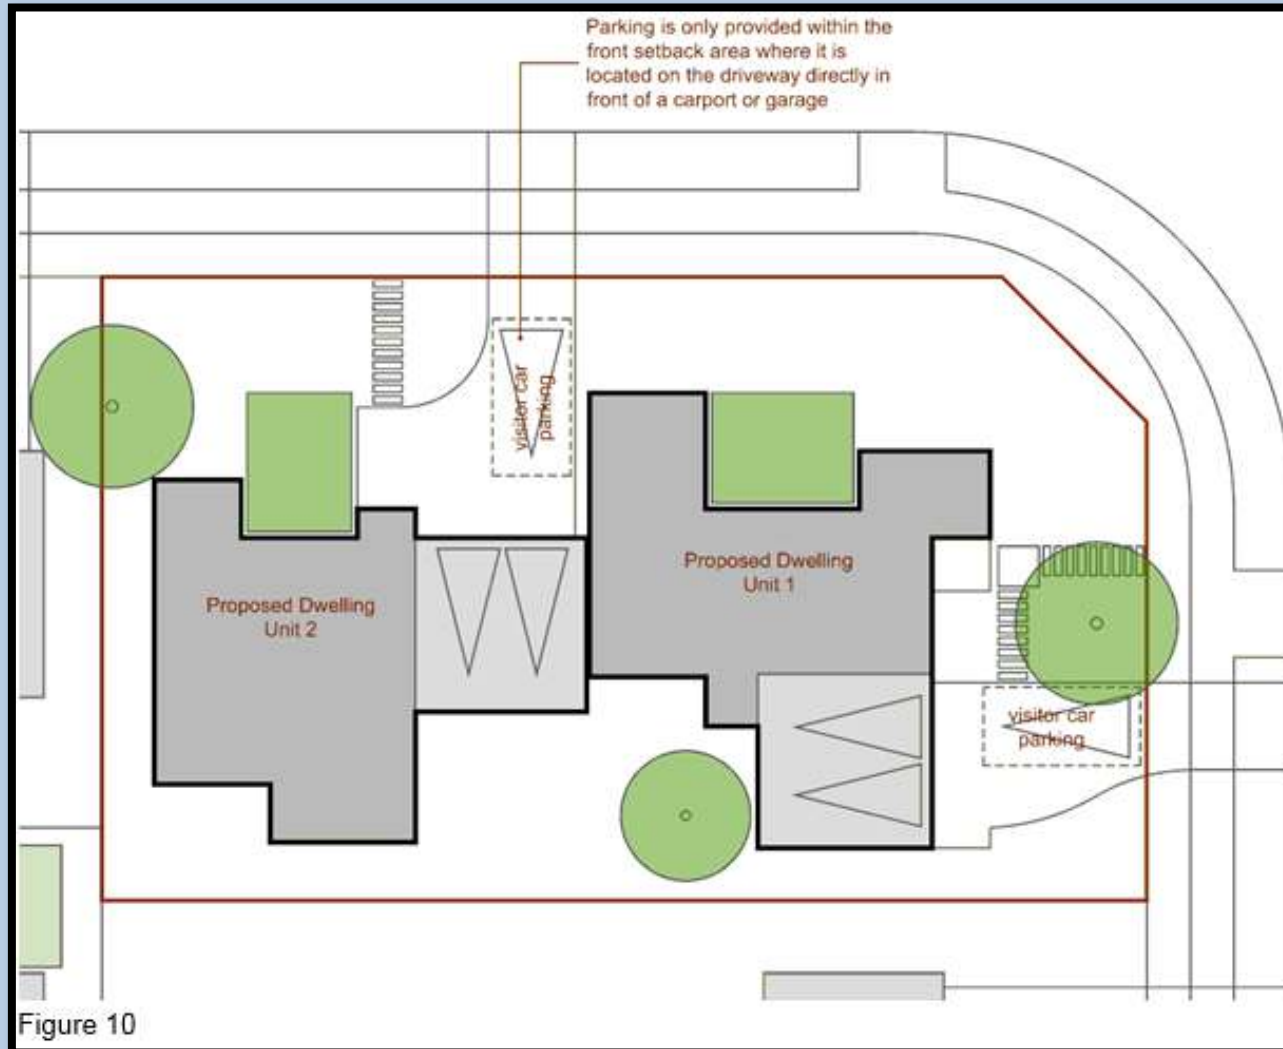 Parking is only provided within the
front setback area where it is
located on the driveway directly in
front of a carport or garage
visitor car
parking
Proposed Dwelling
Unit 1
Proposed Dwelling
Unit 2
visitor car
parking
Figure 10